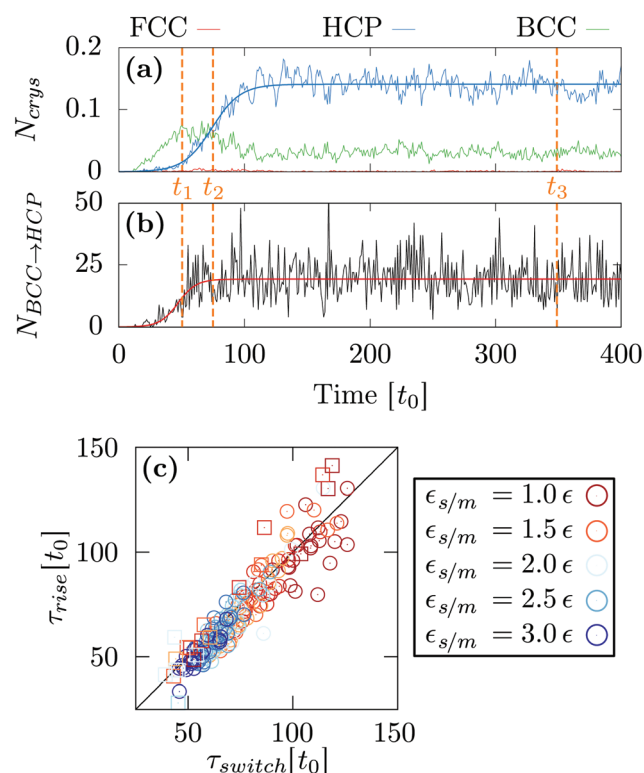 FCC HCP BCC
(a)
0.2
0.1
0
N_crys
t_1 t_2 t_3
(b)
50
25
0
N_BCC→HCP
0 100 200 300 400
Time [t_0]
(c)
150
100
50
τ_rise[t_0]
50 100 150
τ_switch[t_0]
ϵ_s/m = 1.0 ϵ
ϵ_s/m = 1.5 ϵ
ϵ_s/m = 2.0 ϵ
ϵ_s/m = 2.5 ϵ
ϵ_s/m = 3.0 ϵ